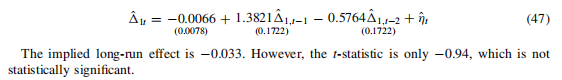 Δ̂₁ₜ = −0.0066 + 1.3821Δ̂₁,ₜ₋₁ − 0.5764Δ̂₁,ₜ₋₂ + η̂ₜ (47)
(0.0078) (0.1722) (0.1722)
The implied long-run effect is −0.033. However, the t-statistic is only −0.94, which is not
statistically significant.